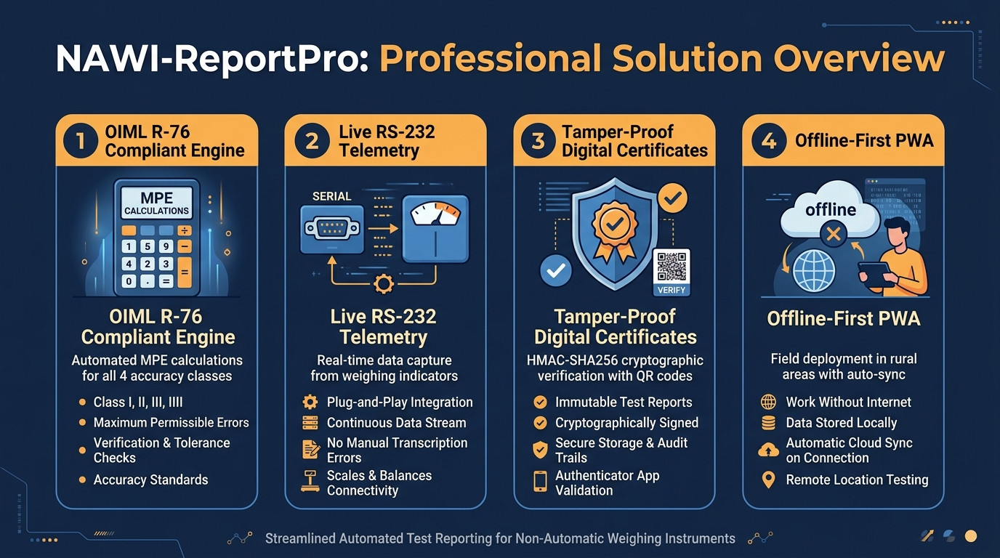 NAWI-ReportPro: Professional Solution Overview
1
OIML R-76
Compliant Engine
MPE
CALCULATIONS
÷
1 5 9 −
4 2 3
0 . = =
OIML R-76
Compliant Engine
Automated MPE calculations
for all 4 accuracy classes
Class I, II, III, IIII
Maximum Permissible Errors
Verification & Tolerance
Checks
Accuracy Standards
2
Live RS-232
Telemetry
SERIAL
Live RS-232
Telemetry
Real-time data capture
from weighing indicators
Plug-and-Play Integration
Continuous Data Stream
No Manual Transcription
Errors
Scales & Balances
Connectivity
3
Tamper-Proof
Digital Certificates
VERIFY
Tamper-Proof
Digital Certificates
HMAC-SHA256 cryptographic
verification with QR codes
Immutable Test Reports
Cryptographically Signed
Secure Storage & Audit
Trails
Authenticator App
Validation
4
Offline-First PWA
offline
Offline-First PWA
Field deployment in rural
areas with auto-sync
Work Without Internet
Data Stored Locally
Automatic Cloud Sync
on Connection
Remote Location Testing
Streamlined Automated Test Reporting for Non-Automatic Weighing Instruments